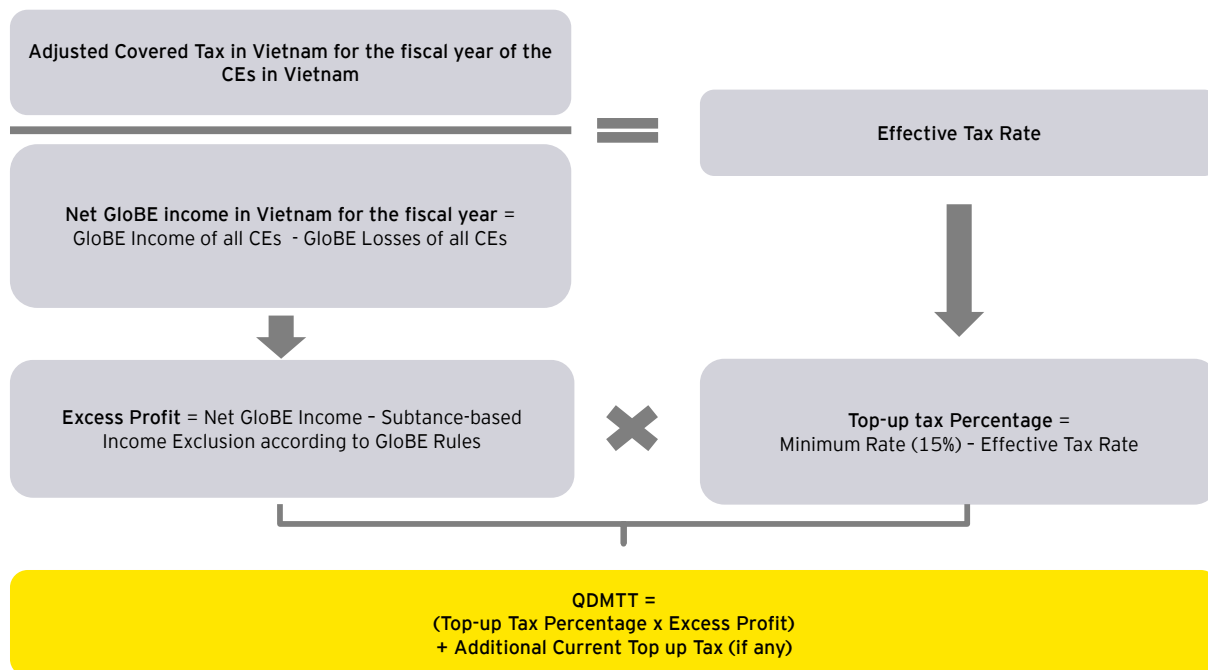 Adjusted Covered Tax in Vietnam for the fiscal year of the
CEs in Vietnam
Effective Tax Rate
Net GloBE income in Vietnam for the fiscal year =
GloBE Income of all CEs - GloBE Losses of all CEs
Excess Profit = Net GloBE Income – Subtance-based
Income Exclusion according to GloBE Rules
Top-up tax Percentage =
Minimum Rate (15%) – Effective Tax Rate
QDMTT =
(Top-up Tax Percentage x Excess Profit)
+ Additional Current Top up Tax (if any)